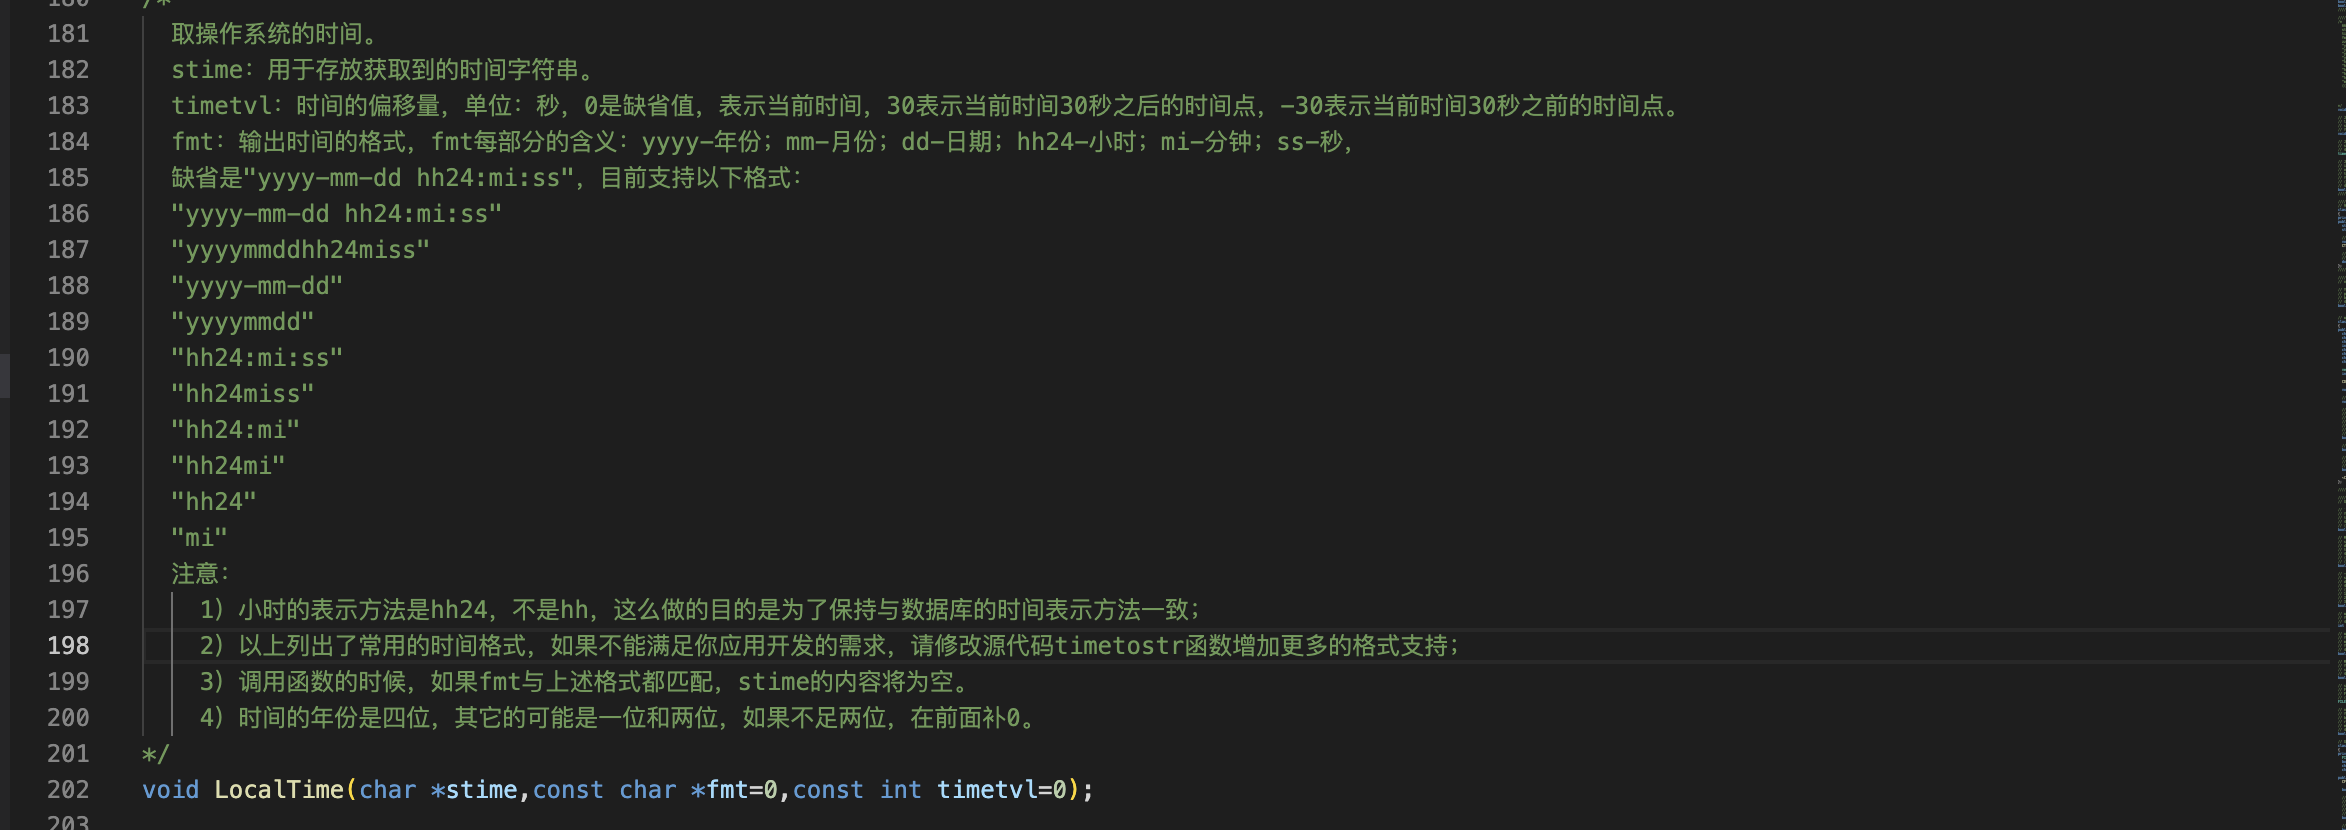 181 取操作系统的时间。
182 stime：用于存放获取到的时间字符串。
183 timetvl：时间的偏移量，单位：秒，0是缺省值，表示当前时间，30表示当前时间30秒之后的时间点，-30表示当前时间30秒之前的时间点。
184 fmt：输出时间的格式，fmt每部分的含义：yyyy-年份；mm-月份；dd-日期；hh24-小时；mi-分钟；ss-秒，
185 缺省是"yyyy-mm-dd hh24:mi:ss"，目前支持以下格式：
186 "yyyy-mm-dd hh24:mi:ss"
187 "yyyymmddhh24miss"
188 "yyyy-mm-dd"
189 "yyyymmdd"
190 "hh24:mi:ss"
191 "hh24miss"
192 "hh24:mi"
193 "hh24mi"
194 "hh24"
195 "mi"
196 注意：
197 1）小时的表示方法是hh24，不是hh，这么做的目的是为了保持与数据库的时间表示方法一致；
198 2）以上列出了常用的时间格式，如果不能满足你应用开发的需求，请修改源代码timetostr函数增加更多的格式支持；
199 3）调用函数的时候，如果fmt与上述格式都匹配，stime的内容将为空。
200 4）时间的年份是四位，其它的可能是一位和两位，如果不足两位，在前面补0。
201 */
202 void LocalTime(char *stime,const char *fmt=0,const int timetvl=0);
203